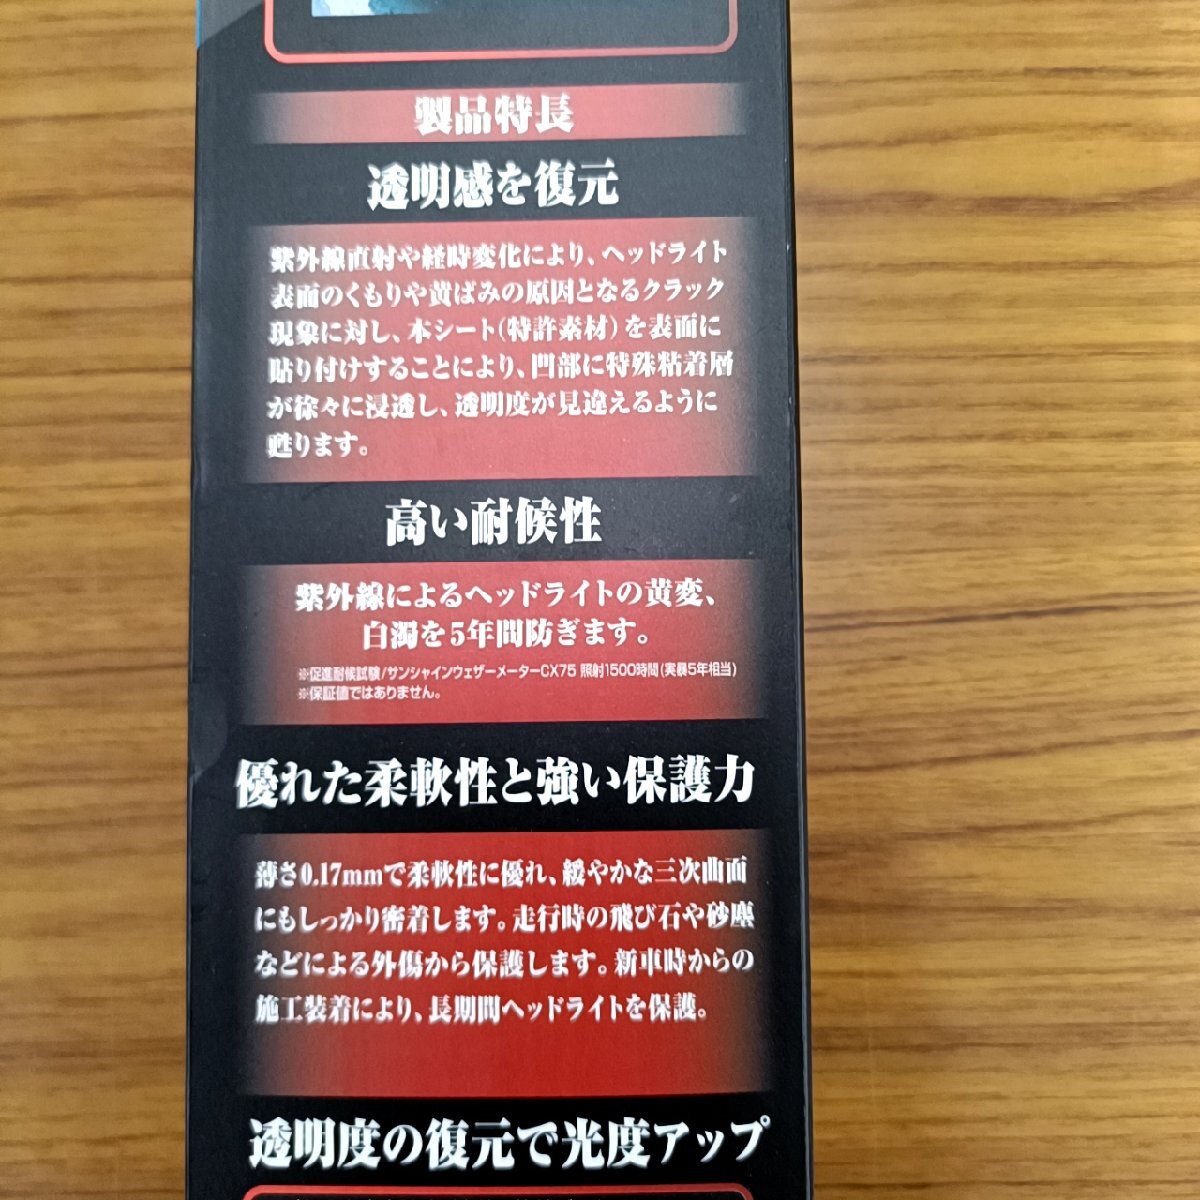 製品特長
透明感を復元
紫外線直射や経時変化により、ヘッドライト
表面のくもりや黄ばみの原因となるクラック
現象に対し、本シート(特許素材)を表面に
貼り付けすることにより、凹部に特殊粘着層
が徐々に浸透し、透明度が見違えるように
甦ります。
高い耐候性
紫外線によるヘッドライトの黄変、
白濁を5年間防ぎます。
※促進耐候試験/サンシャインウェザーメーターCX75 照射1500時間(実暴5年相当)
※保証値ではありません。
優れた柔軟性と強い保護力
薄さ0.17mmで柔軟性に優れ、緩やかな三次曲面
にもしっかり密着します。走行時の飛び石や砂塵
などによる外傷から保護します。新車時からの
施工装着により、長期間ヘッドライトを保護。
透明度の復元で光度アップ